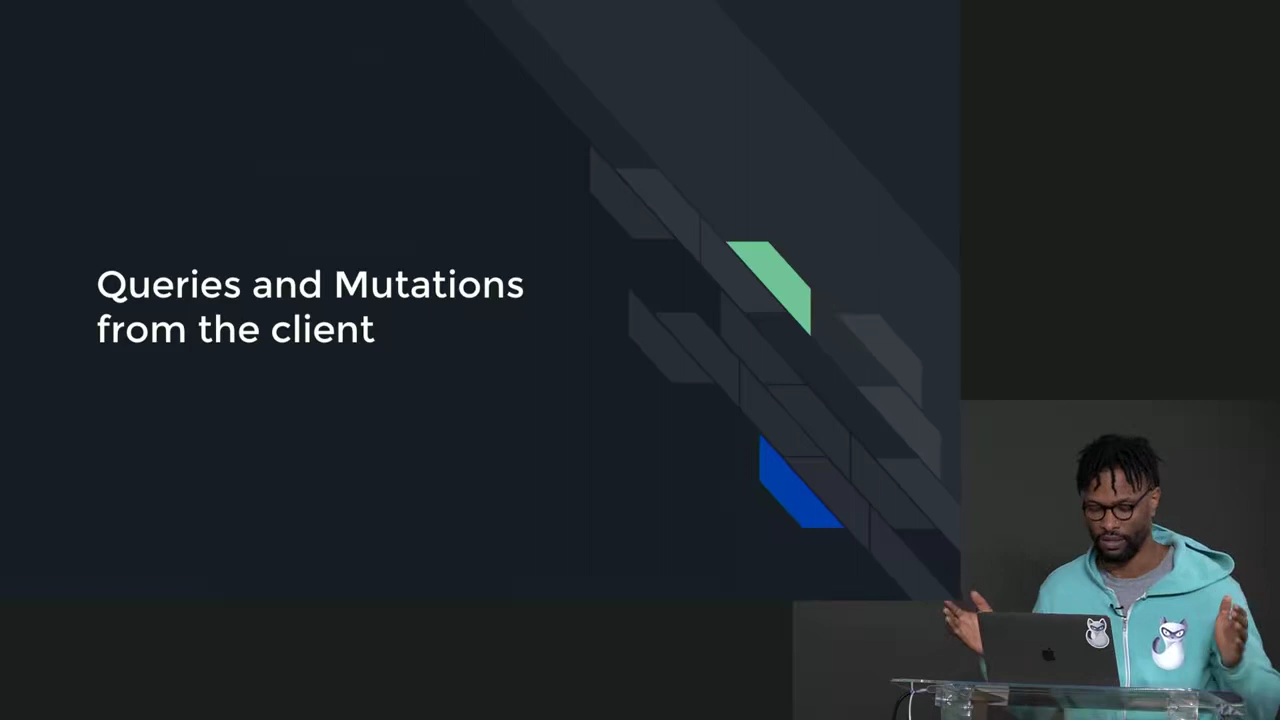 Queries and Mutations
from the client